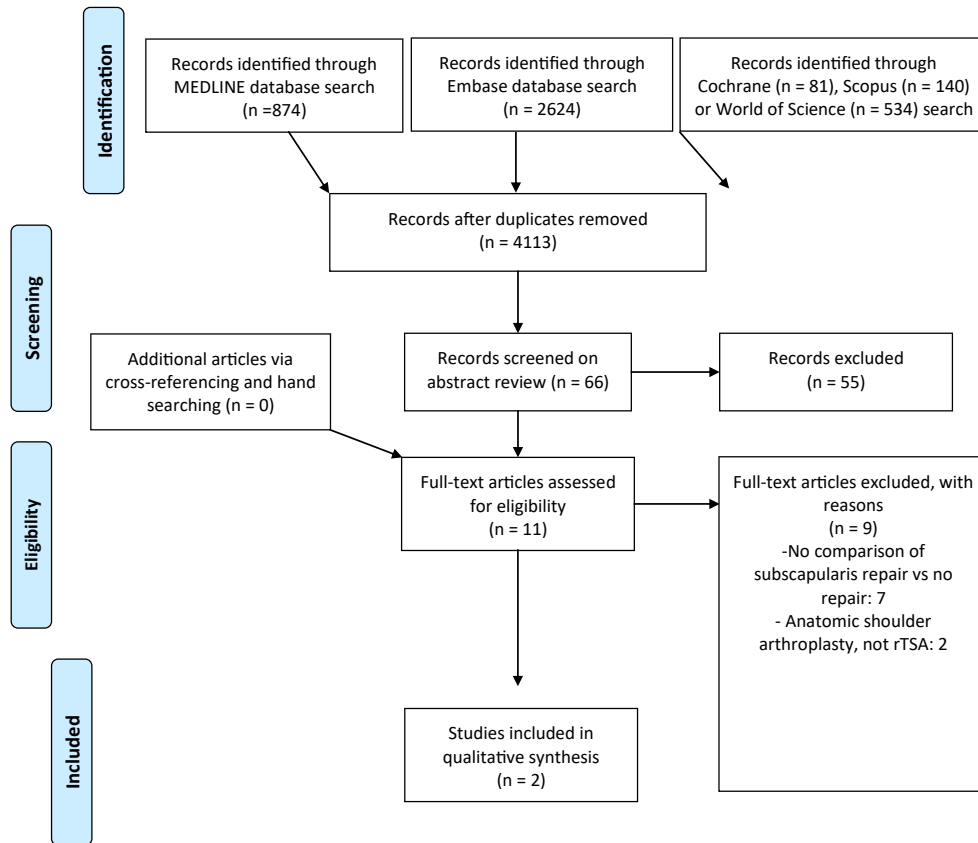 Identification
Records identified through
MEDLINE database search
(n =874)
Records identified through
Embase database search
(n = 2624)
Records identified through
Cochrane (n = 81), Scopus (n = 140)
or World of Science (n = 534) search
Records after duplicates removed
(n = 4113)
Screening
Additional articles via
cross-referencing and hand
searching (n = 0)
Records screened on
abstract review (n = 66)
Records excluded
(n = 55)
Eligibility
Full-text articles assessed
for eligibility
(n = 11)
Full-text articles excluded, with
reasons
(n = 9)
-No comparison of
subscapularis repair vs no
repair: 7
- Anatomic shoulder
arthroplasty, not rTSA: 2
Included
Studies included in
qualitative synthesis
(n = 2)